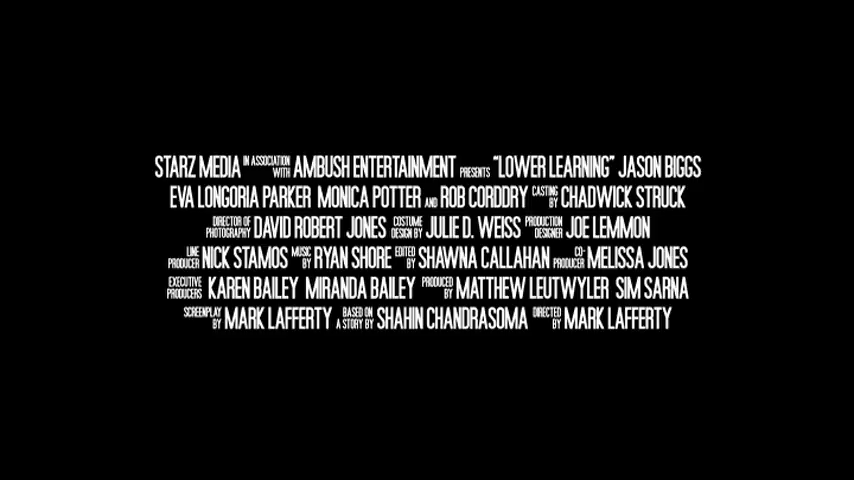 STARZ MEDIA IN ASSOCIATION WITH AMBUSH ENTERTAINMENT PRESENTS "LOWER LEARNING" JASON BIGGS
EVA LONGORIA PARKER MONICA POTTER AND ROB CORDDRY CASTING BY CHADWICK STRUCK
DIRECTOR OF PHOTOGRAPHY DAVID ROBERT JONES COSTUME DESIGN BY JULIE D. WEISS PRODUCTION DESIGNER JOE LEMMON
LINE PRODUCER NICK STAMOS MUSIC BY RYAN SHORE EDITED BY SHAWNA CALLAHAN CO-PRODUCER MELISSA JONES
EXECUTIVE PRODUCERS KAREN BAILEY MIRANDA BAILEY PRODUCED BY MATTHEW LEUTWYLER SIM SARNA
SCREENPLAY BY MARK LAFFERTY BASED ON A STORY BY SHAHIN CHANDRASOMA DIRECTED BY MARK LAFFERTY